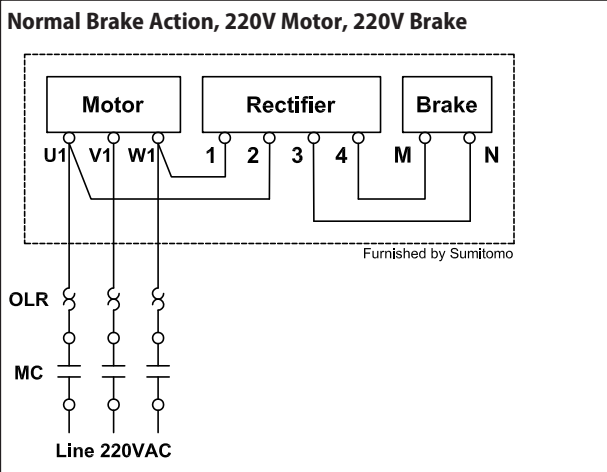 Normal Brake Action, 220V Motor, 220V Brake
Motor Rectifier Brake
U1 V1 W1 1 2 3 4 M N
Furnished by Sumitomo
OLR
MC
Line 220VAC